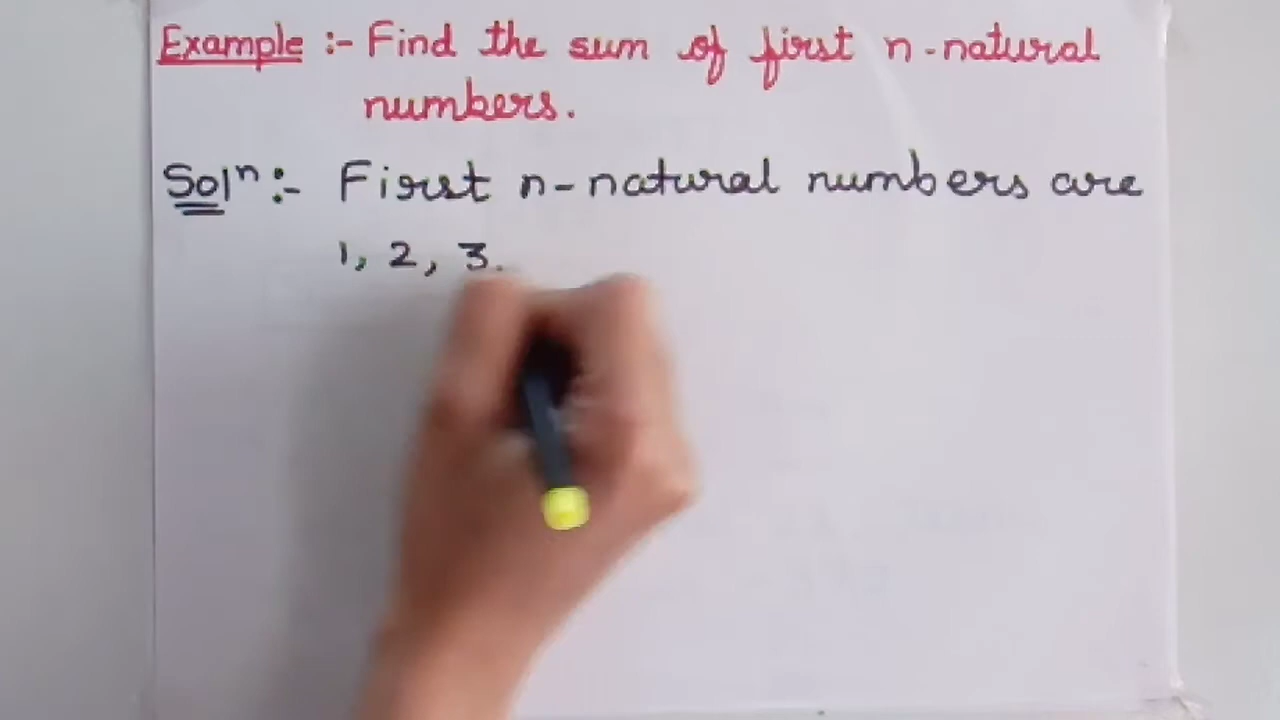 Example :- Find the sum of first n-natural
numbers.
Solⁿ :- First n-natural numbers are
1, 2, 3.